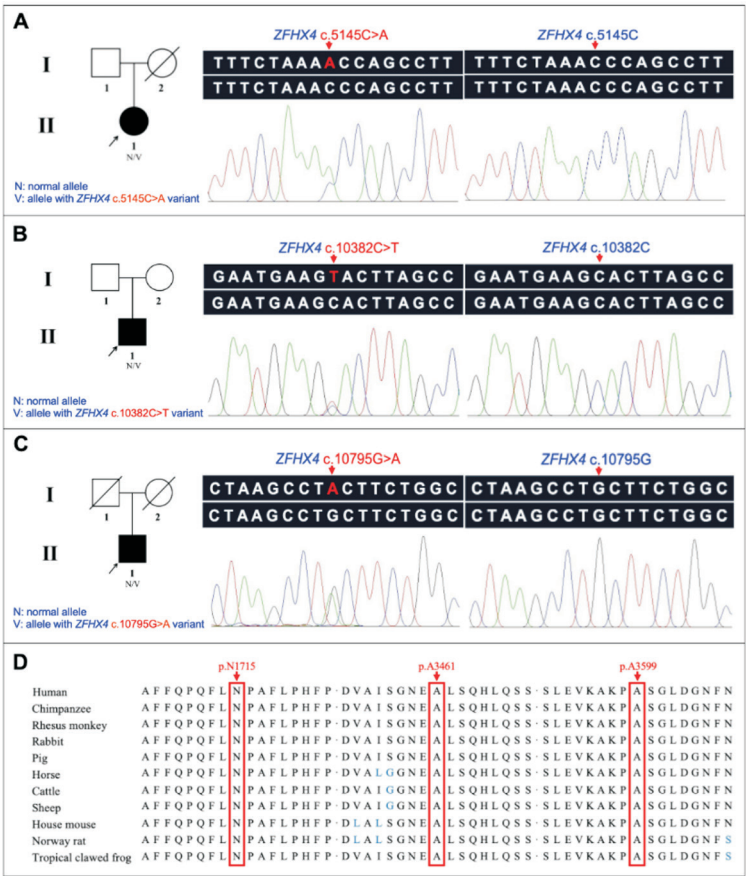 A
ZFHX4 c.5145C>A
ZFHX4 c.5145C
I
TTTCTAAAACCAGCCTT
TTTCTAAACCCAGCCTT
TTTCTAAACCCAGCCTT
TTTCTAAACCCAGCCTT
1
2
II
1
N/V
N: normal allele
V: allele with ZFHX4 c.5145C>A variant
B
ZFHX4 c.10382C>T
ZFHX4 c.10382C
I
GAATGAAGTACTTAGCC
GAATGAAGCACTTAGCC
GAATGAAGCACTTAGCC
GAATGAAGCACTTAGCC
1
2
II
1
N/V
N: normal allele
V: allele with ZFHX4 c.10382C>T variant
C
ZFHX4 c.10795G>A
ZFHX4 c.10795G
I
CTAAGCCTACTTCTGGC
CTAAGCCTGCTTCTGGC
CTAAGCCTGCTTCTGGC
CTAAGCCTGCTTCTGGC
1
2
II
1
N/V
N: normal allele
V: allele with ZFHX4 c.10795G>A variant
D
p.N1715 p.A3461 p.A3599
Human AFFQPQFLNPAFLPHFP·DVAISGNEALSQHLQSS·SLEVKAKPASGLDGNFN
Chimpanzee AFFQPQFLNPAFLPHFP·DVAISGNEALSQHLQSS·SLEVKAKPASGLDGNFN
Rhesus monkey AFFQPQFLNPAFLPHFP·DVAISGNEALSQHLQSS·SLEVKAKPASGLDGNFN
Rabbit AFFQPQFLNPAFLPHFP·DVAISGNEALSQHLQSS·SLEVKAKPASGLDGNFN
Pig AFFQPQFLNPAFLPHFP·DVAISGNEALSQHLQSS·SLEVKAKPASGLDGNFN
Horse AFFQPQFLNPAFLPHFP·DVALGGNEALSQHLQSS·SLEVKAKPASGLDGNFN
Cattle AFFQPQFLNPAFLPHFP·DVAIGGNEALSQHLQSS·SLEVKAKPASGLDGNFN
Sheep AFFQPQFLNPAFLPHFP·DVAIGGNEALSQHLQSS·SLEVKAKPASGLDGNFN
House mouse AFFQPQFLNPAFLPHFP·DLALSGNEALSQHLQSS·SLEVKAKPASGLDGNFN
Norway rat AFFQPQFLNPAFLPHFP·DLALSGNEALSQHLQSS·SLEVKAKPASGLDGNFS
Tropical clawed frog AFFQPQFLNPAFLPHFP·DVAISGNEALSQHLQSS·SLEVKAKPASGLDGNFS